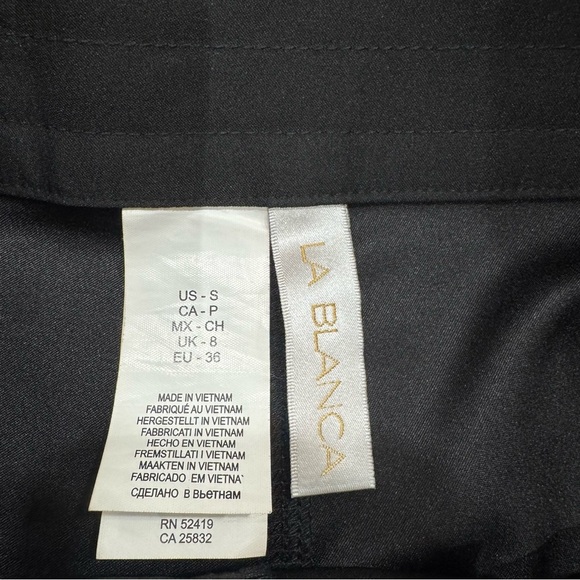 US - S
CA - P
MX - CH
UK - 8
EU - 36
MADE IN VIETNAM
FABRIQUÉ AU VIETNAM
HERGESTELLT IN VIETNAM
FABBRICATI IN VIETNAM
HECHO EN VIETNAM
FREMSTILLATI I VIETNAM
MAAKTEN IN VIETNAM
FABRICADO EM VIETNA
СДЕЛАНО В Вьетнам
RN 52419
CA 25832
LA BLANCA